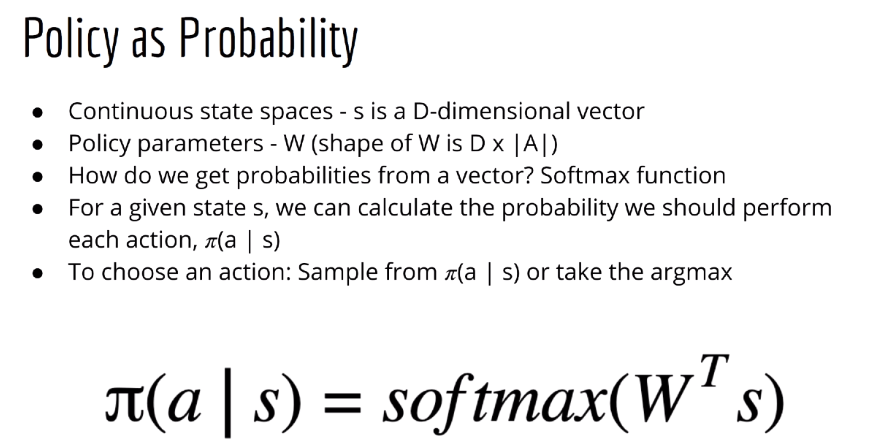 Policy as Probability
● Continuous state spaces - s is a D-dimensional vector
● Policy parameters - W (shape of W is D x |A|)
● How do we get probabilities from a vector? Softmax function
● For a given state s, we can calculate the probability we should perform
each action, π(a | s)
● To choose an action: Sample from π(a | s) or take the argmax
π(a | s) = softmax(Wᵀ s)